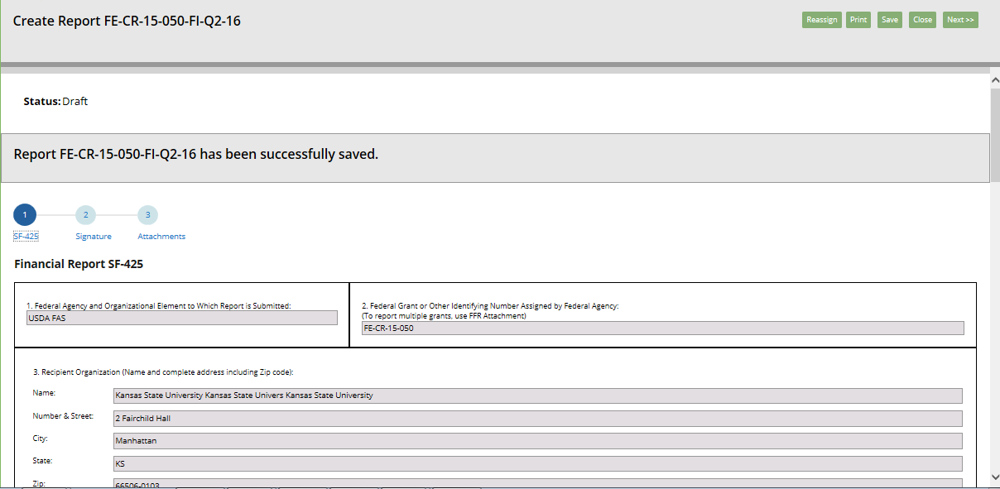 Create Report FE-CR-15-050-FI-Q2-16
Reassign Print Save Close Next >>
Status: Draft
Report FE-CR-15-050-FI-Q2-16 has been successfully saved.
1 2 3
SF-425 Signature Attachments
Financial Report SF-425
1. Federal Agency and Organizational Element to Which Report is Submitted:
USDA FAS
2. Federal Grant or Other Identifying Number Assigned by Federal Agency:
(To report multiple grants, use FFR Attachment)
FE-CR-15-050
3. Recipient Organization (Name and complete address including Zip code):
Name: Kansas State University Kansas State Univers Kansas State University
Number & Street: 2 Fairchild Hall
City: Manhattan
State: KS
Zip: 66506-0103